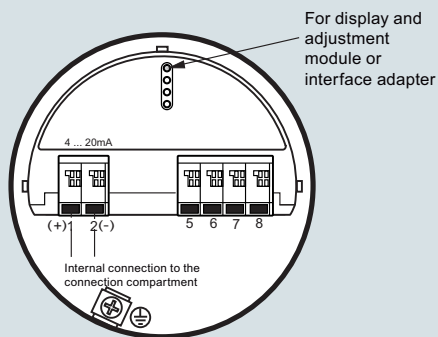 For display and
adjustment
module or
interface adapter
4 ... 20mA
(+)1 2(-) 5 6 7 8
Internal connection to the
connection compartment